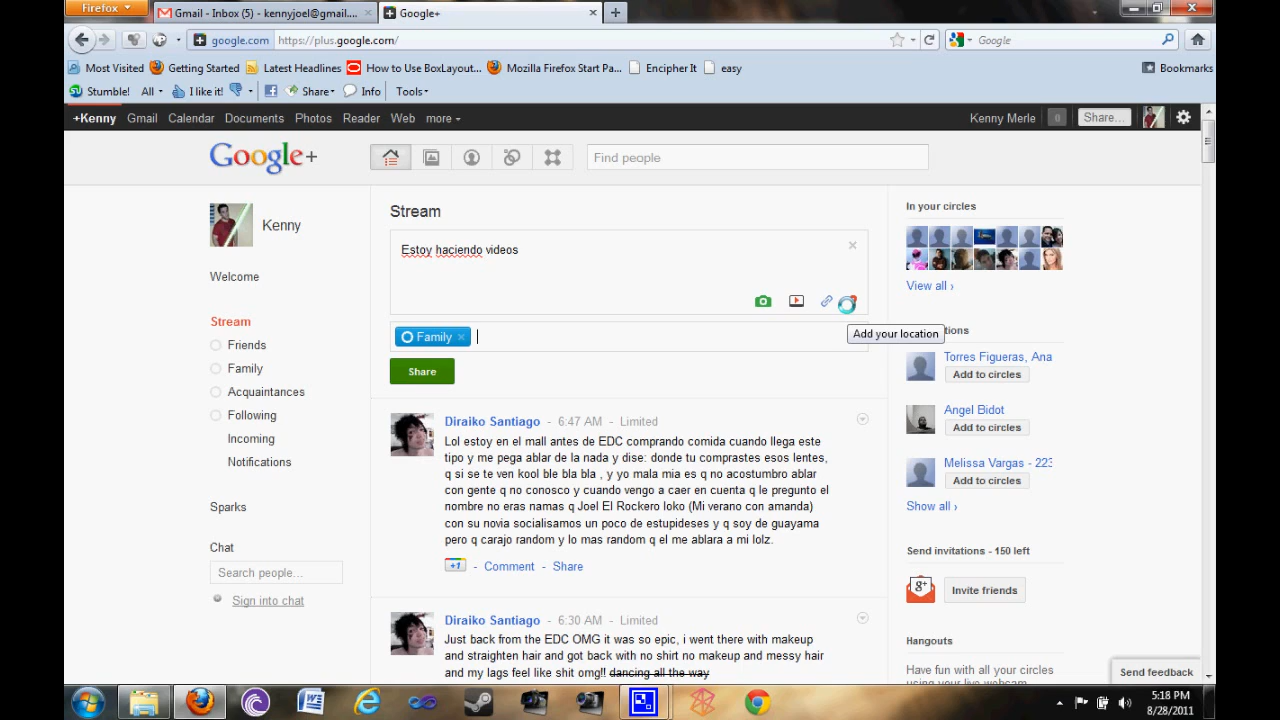 Firefox
Gmail - Inbox (5) - kennyjoel@gmail....
Google+
google.com
https://plus.google.com/
Google
Most Visited
Getting Started
Latest Headlines
How to Use BoxLayout...
Mozilla Firefox Start Pa...
Encipher It
easy
Bookmarks
Stumble!
All
I like it!
Share
Info
Tools
+Kenny
Gmail
Calendar
Documents
Photos
Reader
Web
more
Kenny Merle
0
Share...
Google+
Find people
Kenny
Welcome
Stream
Friends
Family
Acquaintances
Following
Incoming
Notifications
Sparks
Chat
Search people...
Sign into chat
Stream
Estoy haciendo videos
Family
Add your location
Share
Diraiko Santiago - 6:47 AM - Limited
Lol estoy en el mall antes de EDC comprando comida cuando llega este
tipo y me pega ablar de la nada y dise: donde tu comprastes esos lentes,
q si se te ven kool ble bla bla , y yo mala mia es q no acostumbro ablar
con gente q no conosco y cuando vengo a caer en cuenta q le pregunto el
nombre no eras namas q Joel El Rockero loko (Mi verano con amanda)
con su novia socialisamos un poco de estupideses y q soy de guayama
pero q carajo random y lo mas random q el me ablara a mi lolz.
+1 - Comment - Share
Diraiko Santiago - 6:30 AM - Limited
Just back from the EDC OMG it was so epic, i went there with makeup
and straighten hair and got back with no shirt no makeup and messy hair
and my lags feel like shit omg!! dancing all the way
In your circles
View all ›
Torres Figueras, Ana
Add to circles
Angel Bidot
Add to circles
Melissa Vargas - 223
Add to circles
Show all ›
Send invitations - 150 left
g+
Invite friends
Hangouts
Have fun with all your circles
using your live webcam
Send feedback
5:18 PM
8/28/2011